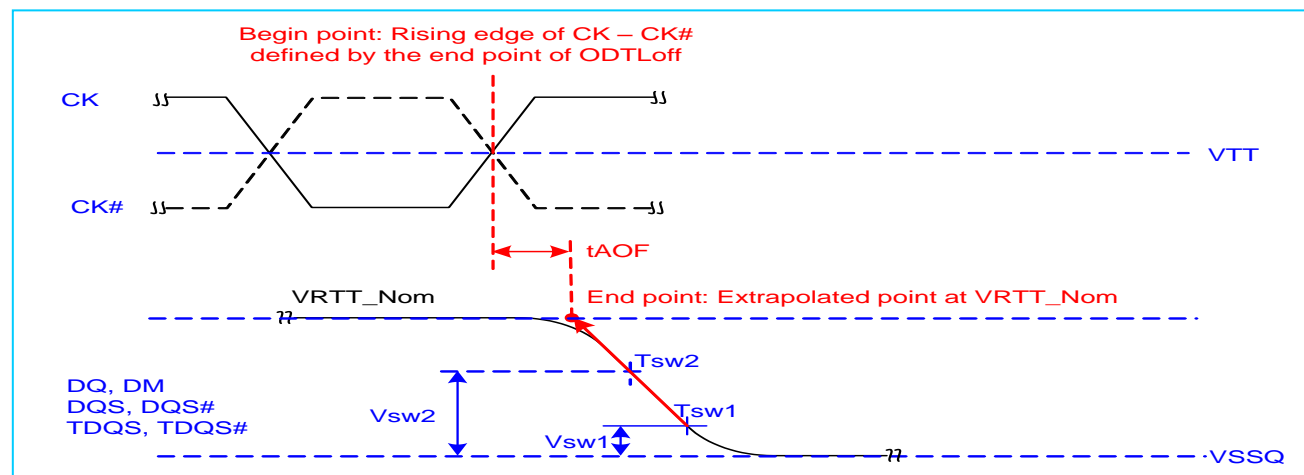 Begin point: Rising edge of CK – CK#
defined by the end point of ODTLoff
CK
VTT
CK#
tAOF
VRTT_Nom
End point: Extrapolated point at VRTT_Nom
Tsw2
DQ, DM
DQS, DQS#
TDQS, TDQS#
Vsw2
Tsw1
Vsw1
VSSQ